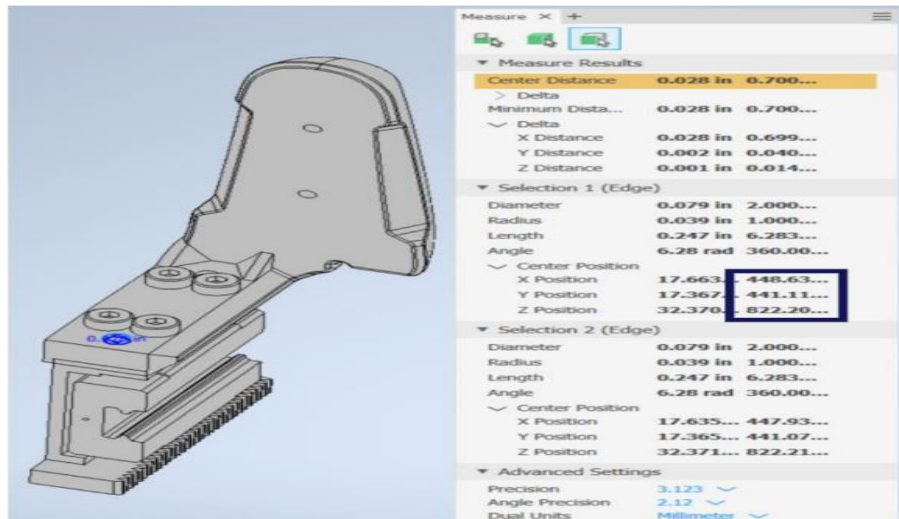 Measure × +
Measure Results
Center Distance 0.028 in 0.700...
> Delta
Minimum Dista... 0.028 in 0.700...
Delta
X Distance 0.028 in 0.699...
Y Distance 0.002 in 0.040...
Z Distance 0.001 in 0.014...
Selection 1 (Edge)
Diameter 0.079 in 2.000...
Radius 0.039 in 1.000...
Length 0.247 in 6.283...
Angle 6.28 rad 360.00...
Center Position
X Position 17.663... 448.63...
Y Position 17.367... 441.11...
Z Position 32.370... 822.20...
Selection 2 (Edge)
Diameter 0.079 in 2.000...
Radius 0.039 in 1.000...
Length 0.247 in 6.283...
Angle 6.28 rad 360.00...
Center Position
X Position 17.635... 447.93...
Y Position 17.365... 441.07...
Z Position 32.371... 822.21...
Advanced Settings
Precision 3.123
Angle Precision 2.12
Dual Units Millimeter